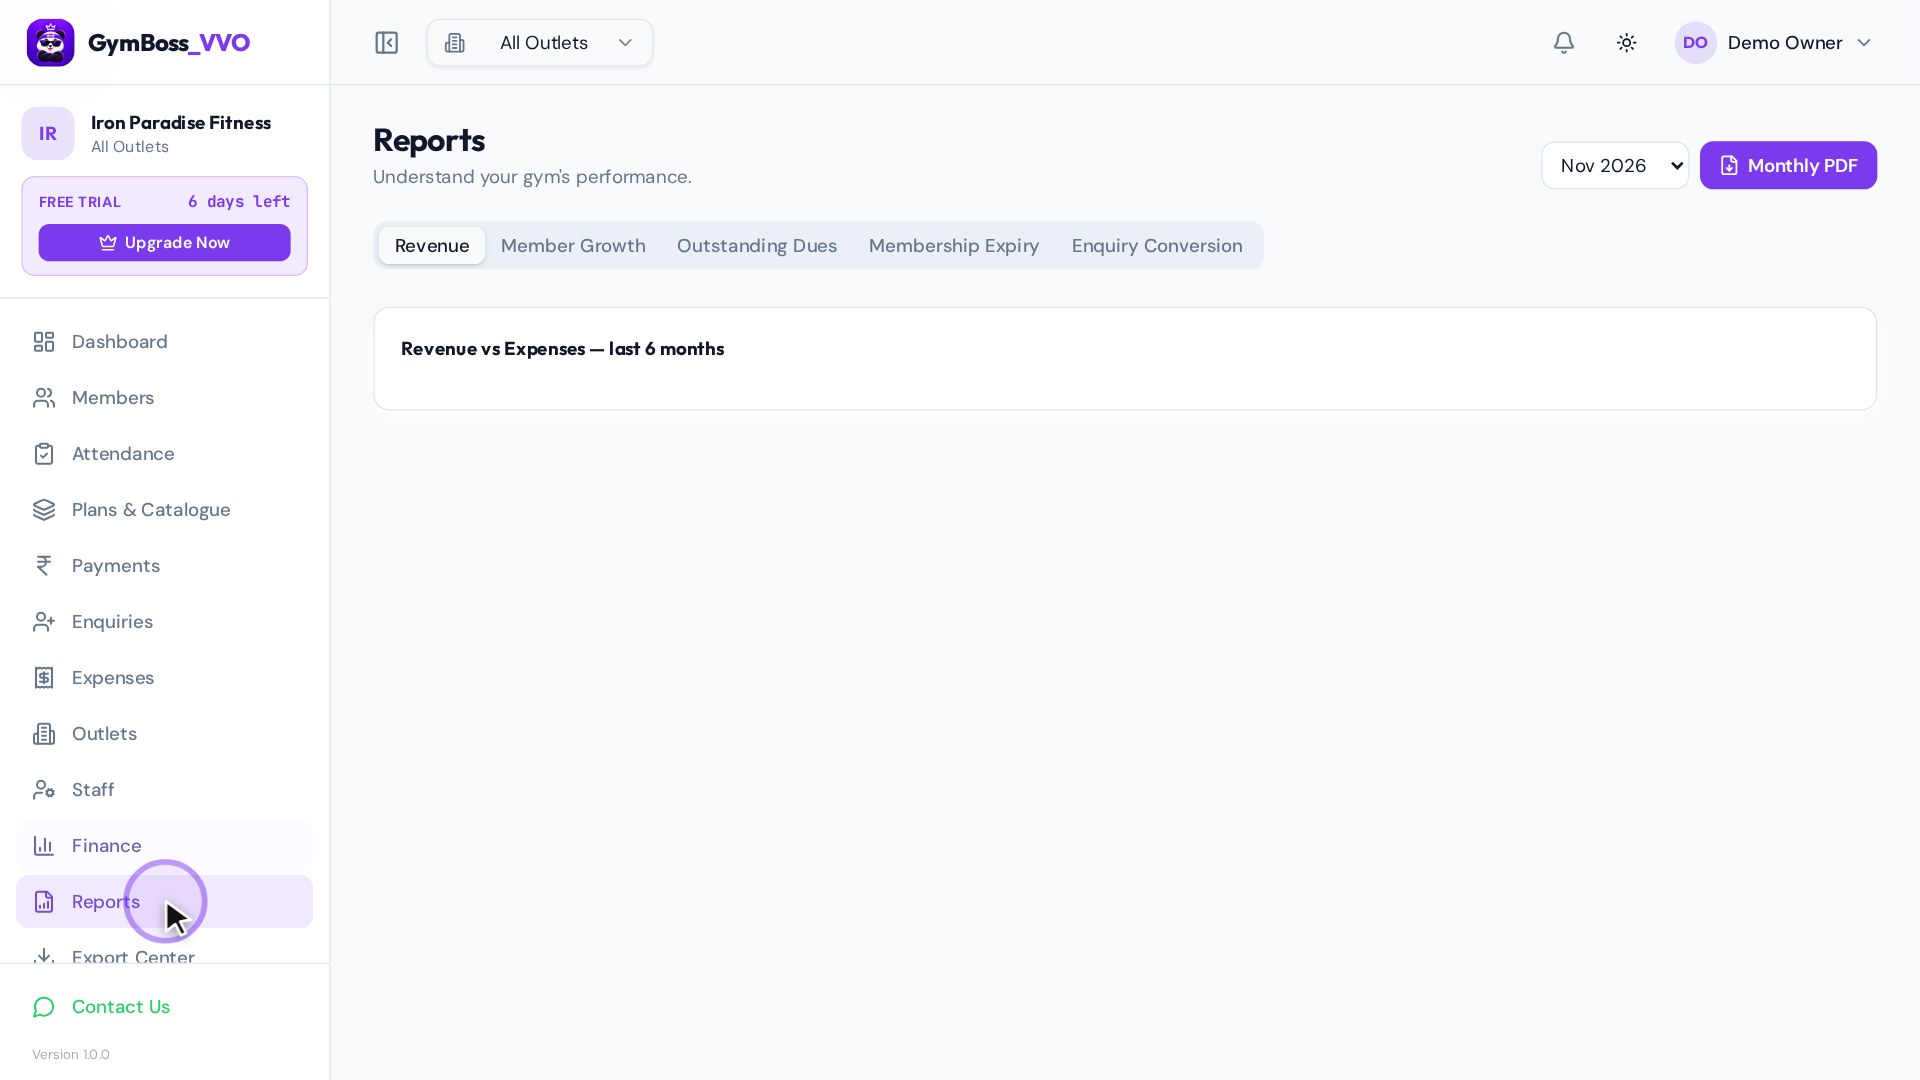 GymBoss_VVO
All Outlets
DO
Demo Owner
IR
Iron Paradise Fitness
All Outlets
FREE TRIAL
6 days left
Upgrade Now
Dashboard
Members
Attendance
Plans & Catalogue
Payments
Enquiries
Expenses
Outlets
Staff
Finance
Reports
Export Center
Contact Us
Version 1.0.0
Reports
Understand your gym's performance.
Nov 2026
Monthly PDF
Revenue
Member Growth
Outstanding Dues
Membership Expiry
Enquiry Conversion
Revenue vs Expenses — last 6 months